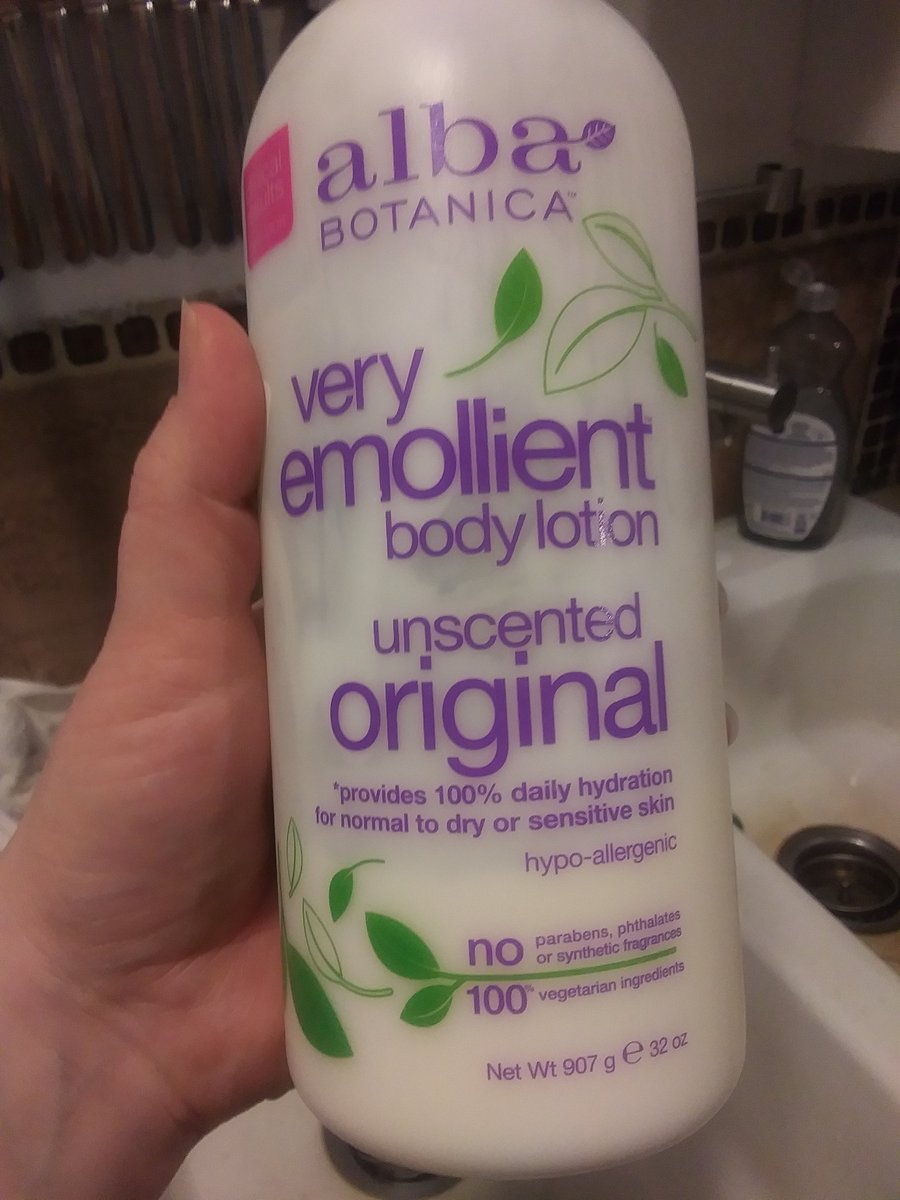 alba
BOTANICA™
very
emollient
body lotion
unscented
original
*provides 100% daily hydration
for normal to dry or sensitive skin
hypo-allergenic
no parabens, phthalates
or synthetic fragrances
100% vegetarian ingredients
Net Wt 907 g ℮ 32 oz